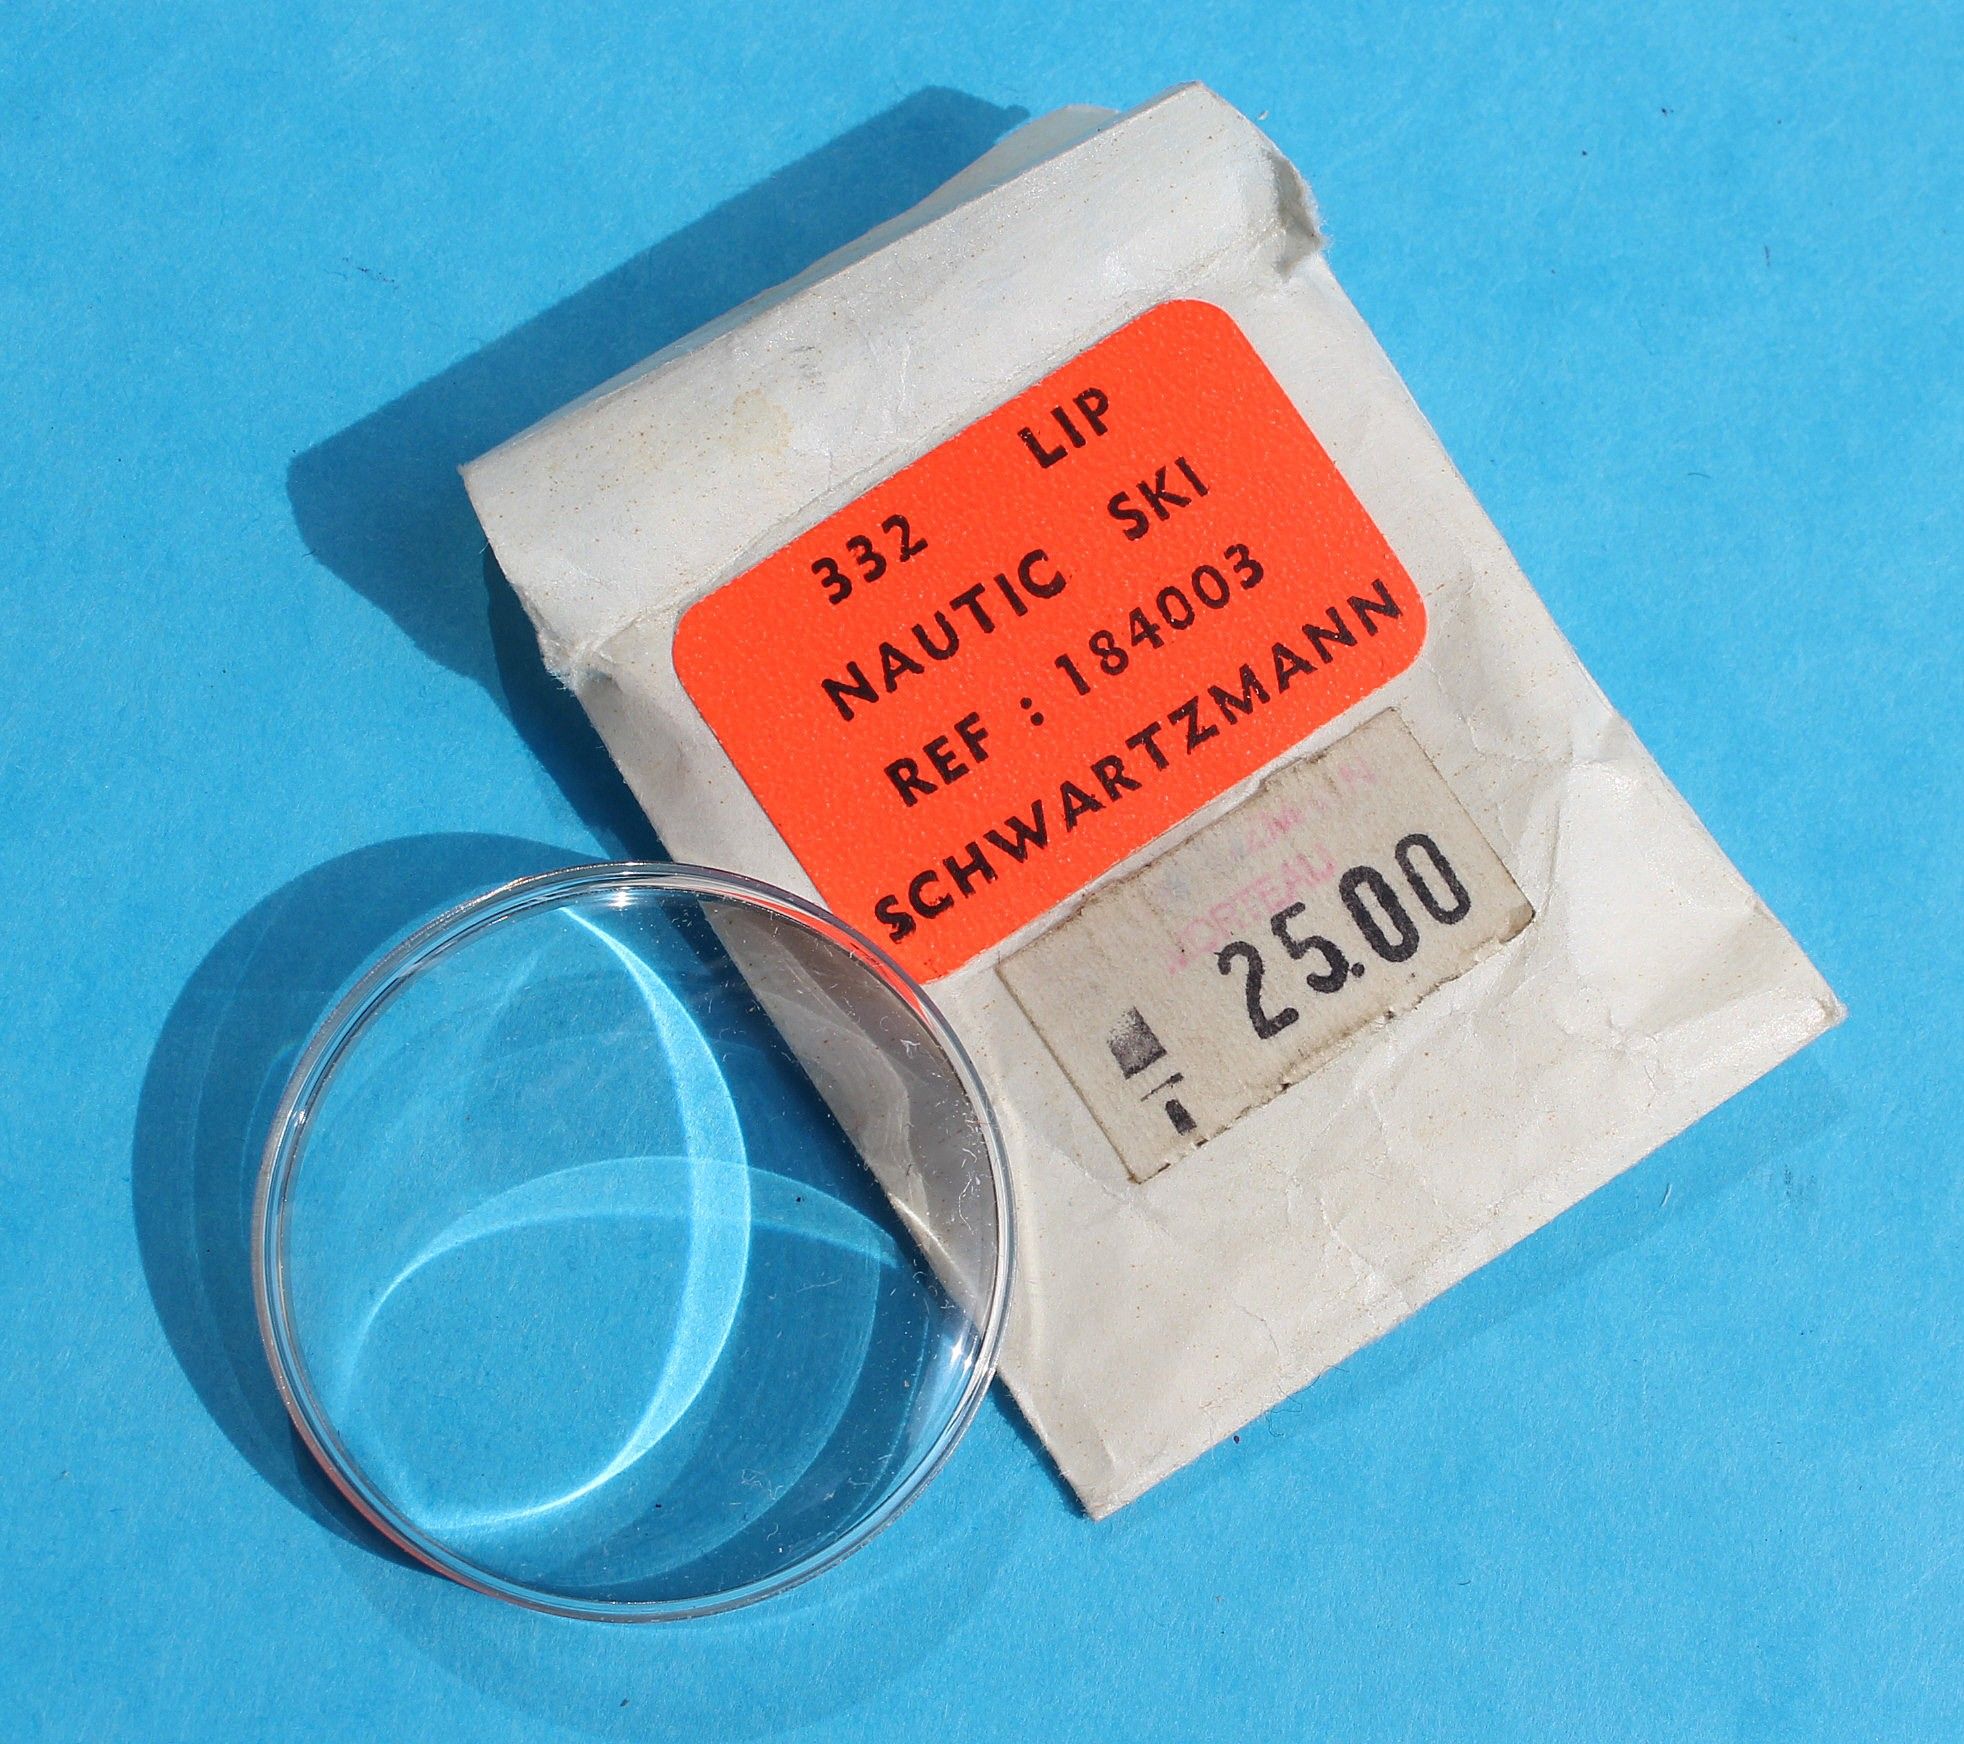 332 LIP
NAUTIC SKI
REF : 184003
SCHWARTZMANN
25.00